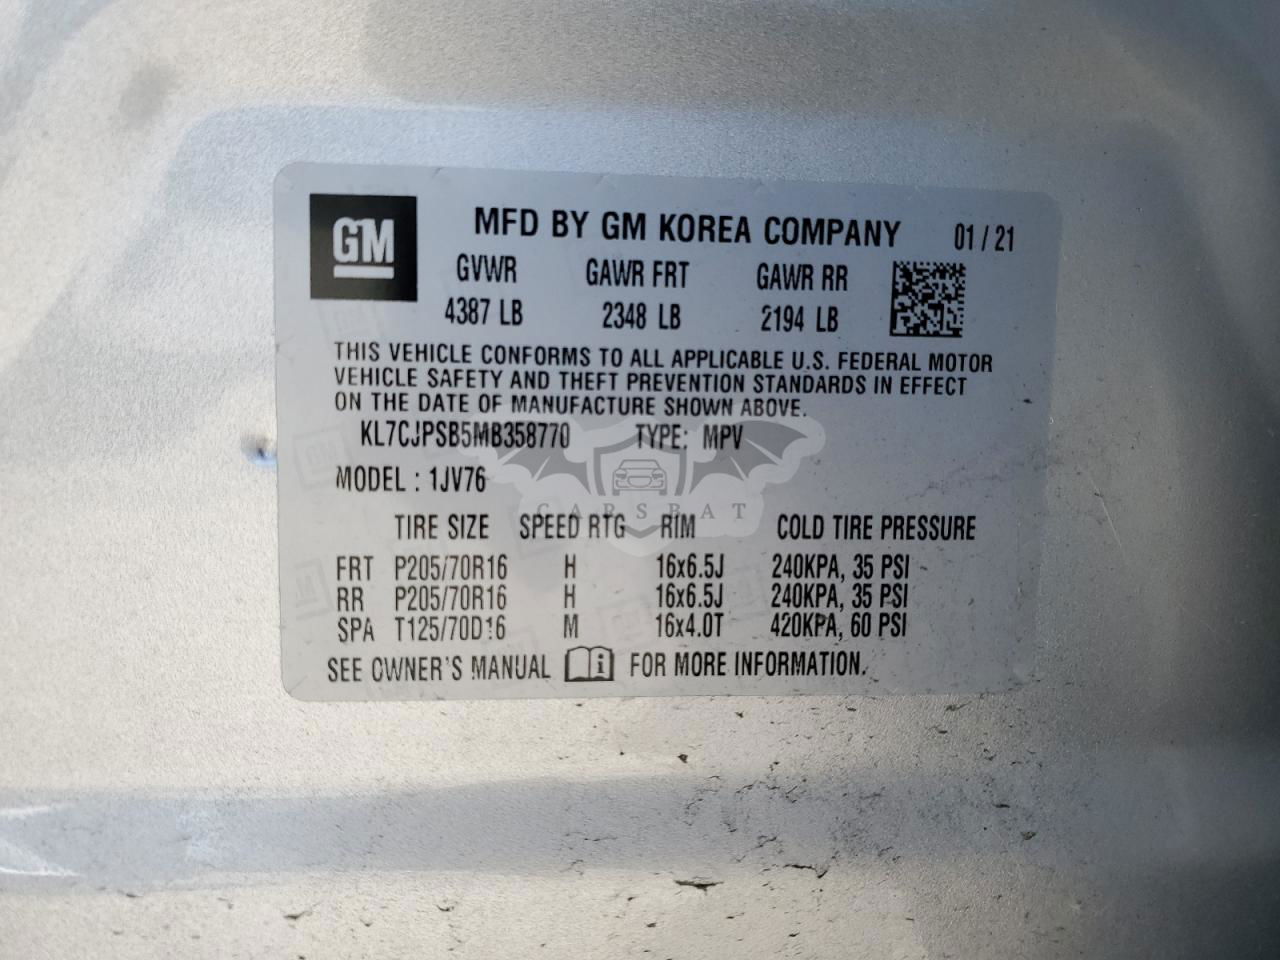 GM MFD BY GM KOREA COMPANY 01/21
GVWR GAWR FRT GAWR RR
4387 LB 2348 LB 2194 LB
THIS VEHICLE CONFORMS TO ALL APPLICABLE U.S. FEDERAL MOTOR
VEHICLE SAFETY AND THEFT PREVENTION STANDARDS IN EFFECT
ON THE DATE OF MANUFACTURE SHOWN ABOVE.
KL7CJPSB5MB358770 TYPE: MPV
MODEL : 1JV76
CARSBAT
TIRE SIZE SPEED RTG RIM COLD TIRE PRESSURE
FRT P205/70R16 H 16x6.5J 240KPA, 35 PSI
RR P205/70R16 H 16x6.5J 240KPA, 35 PSI
SPA T125/70D16 M 16x4.0T 420KPA, 60 PSI
SEE OWNER'S MANUAL i FOR MORE INFORMATION.